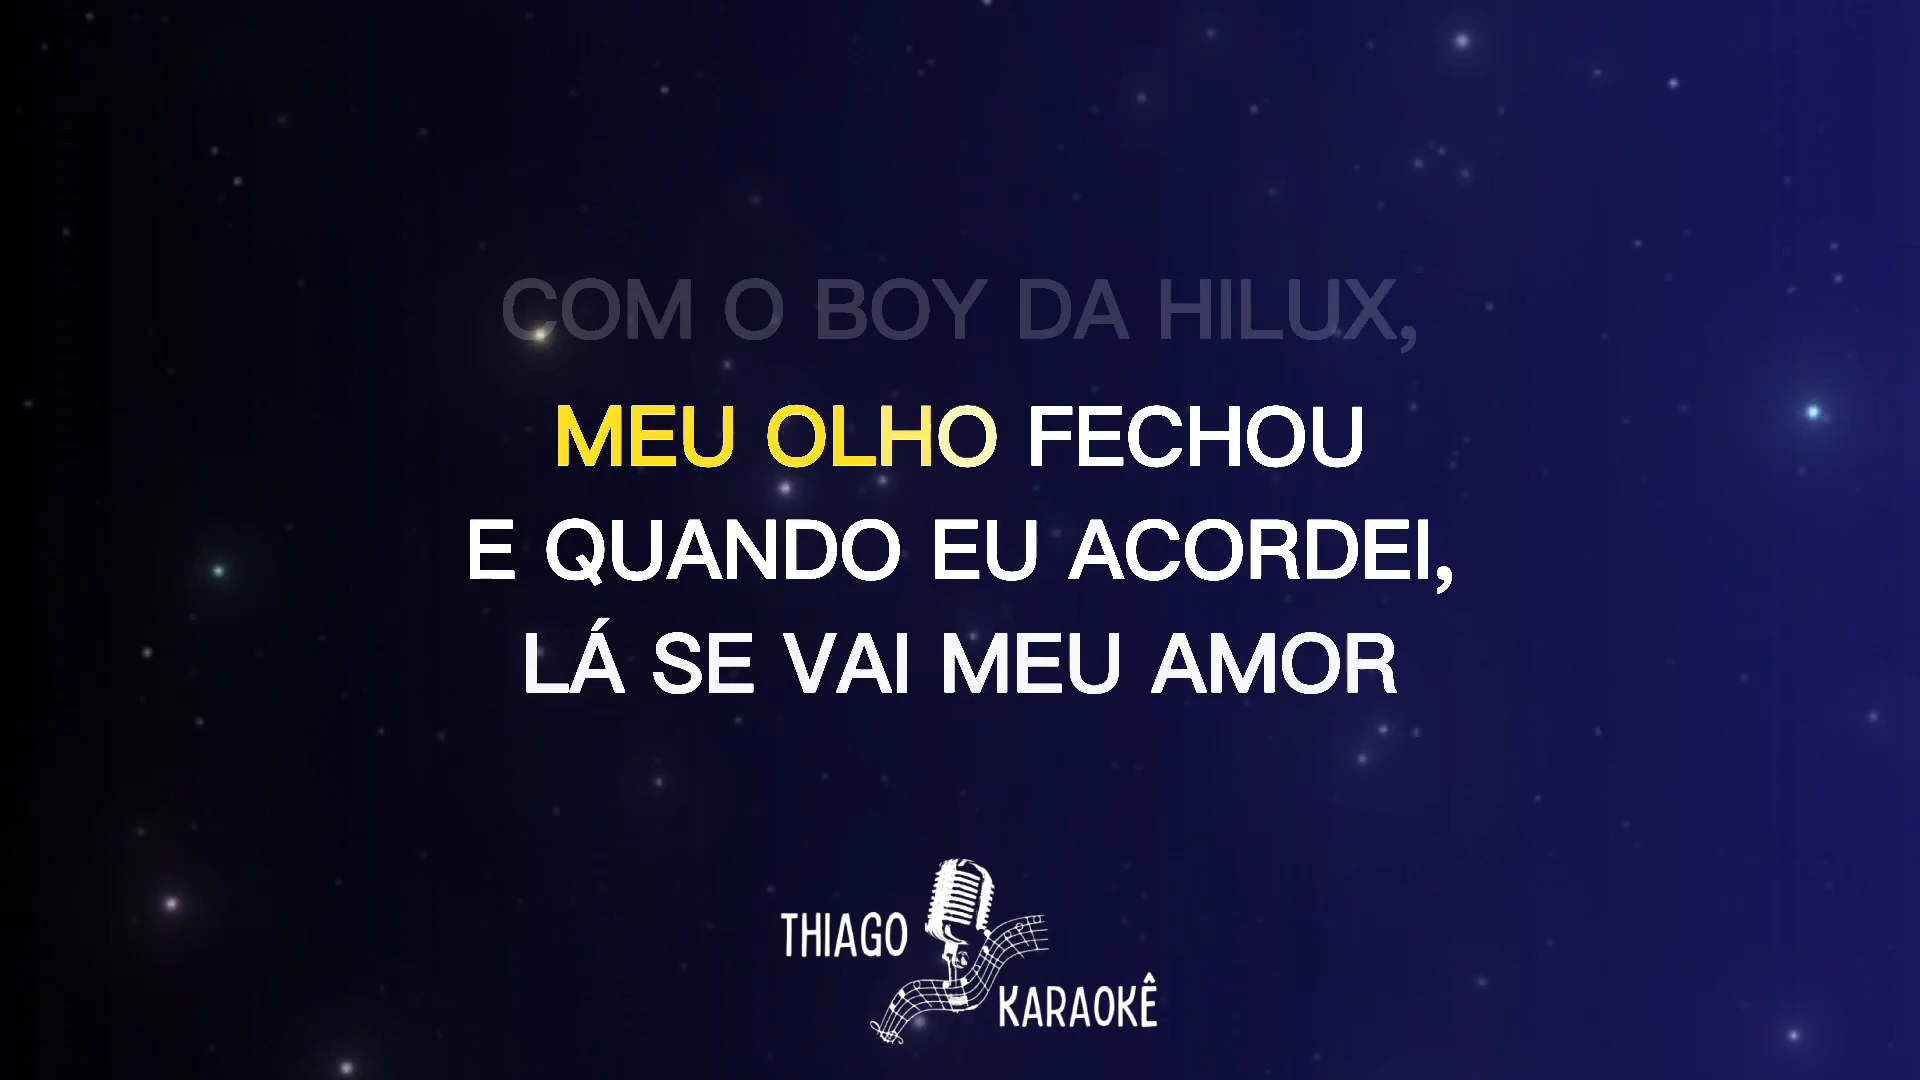 COM O BOY DA HILUX,
MEU OLHO FECHOU
E QUANDO EU ACORDEI,
LÁ SE VAI MEU AMOR
THIAGO
KARAOKÊ